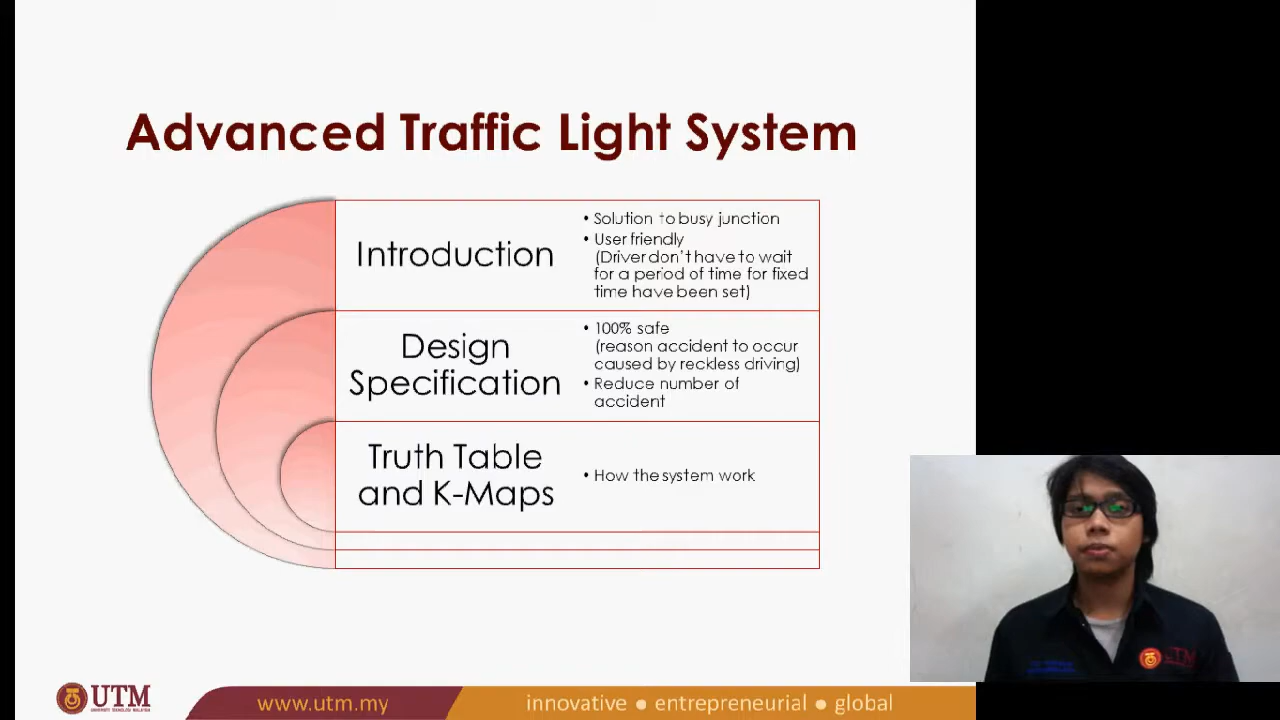 Advanced Traffic Light System
Introduction
• Solution to busy junction
• User friendly
(Driver don't have to wait
for a period of time for fixed
time have been set)
Design
Specification
• 100% safe
(reason accident to occur
caused by reckless driving)
• Reduce number of
accident
Truth Table
and K-Maps
• How the system work
UTM
UNIVERSITI TEKNOLOGI MALAYSIA
www.utm.my
innovative ● entrepreneurial ● global
UTM